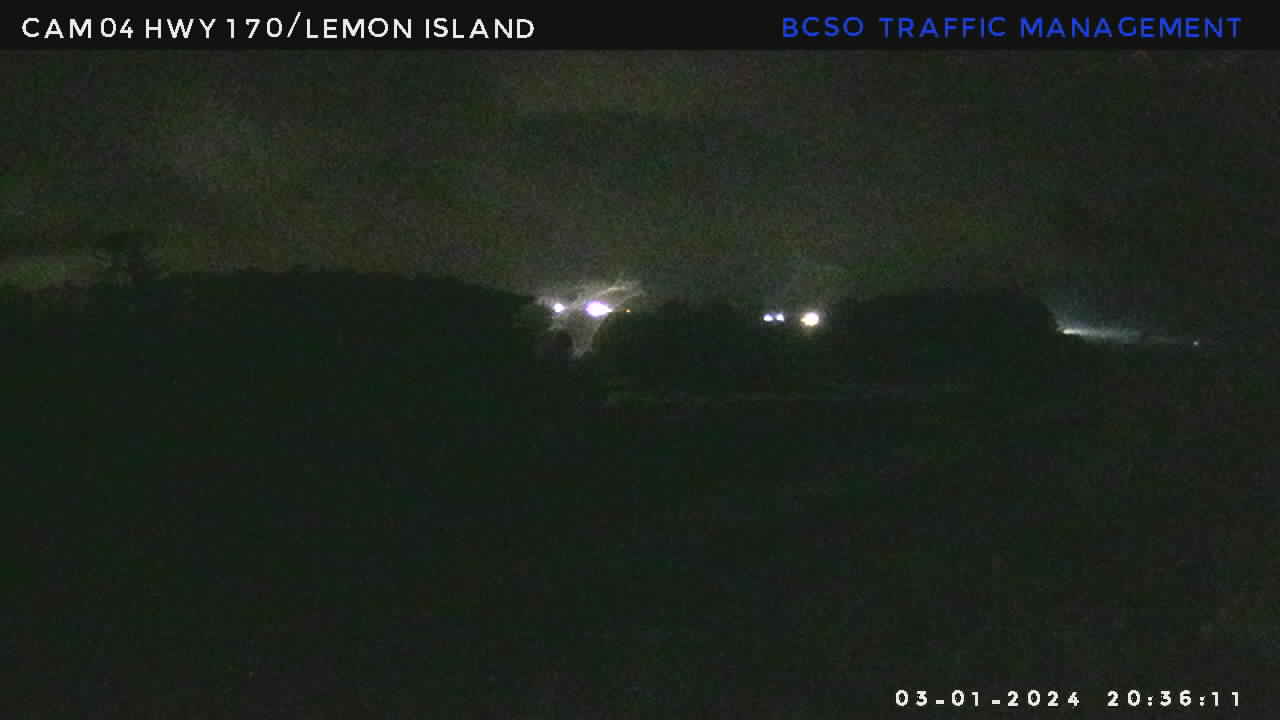 CAM04 HWY 170/LEMON ISLAND
BCSO TRAFFIC MANAGEMENT
03-01-2024 20:36:11